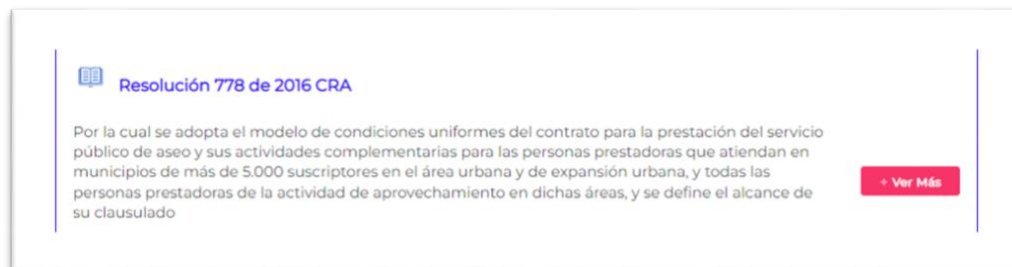 Resolución 778 de 2016 CRA
Por la cual se adopta el modelo de condiciones uniformes del contrato para la prestación del servicio
público de aseo y sus actividades complementarias para las personas prestadoras que atiendan en
municipios de más de 5.000 suscriptores en el área urbana y de expansión urbana, y todas las
personas prestadoras de la actividad de aprovechamiento en dichas áreas, y se define el alcance de
su clausulado
+ Ver Más